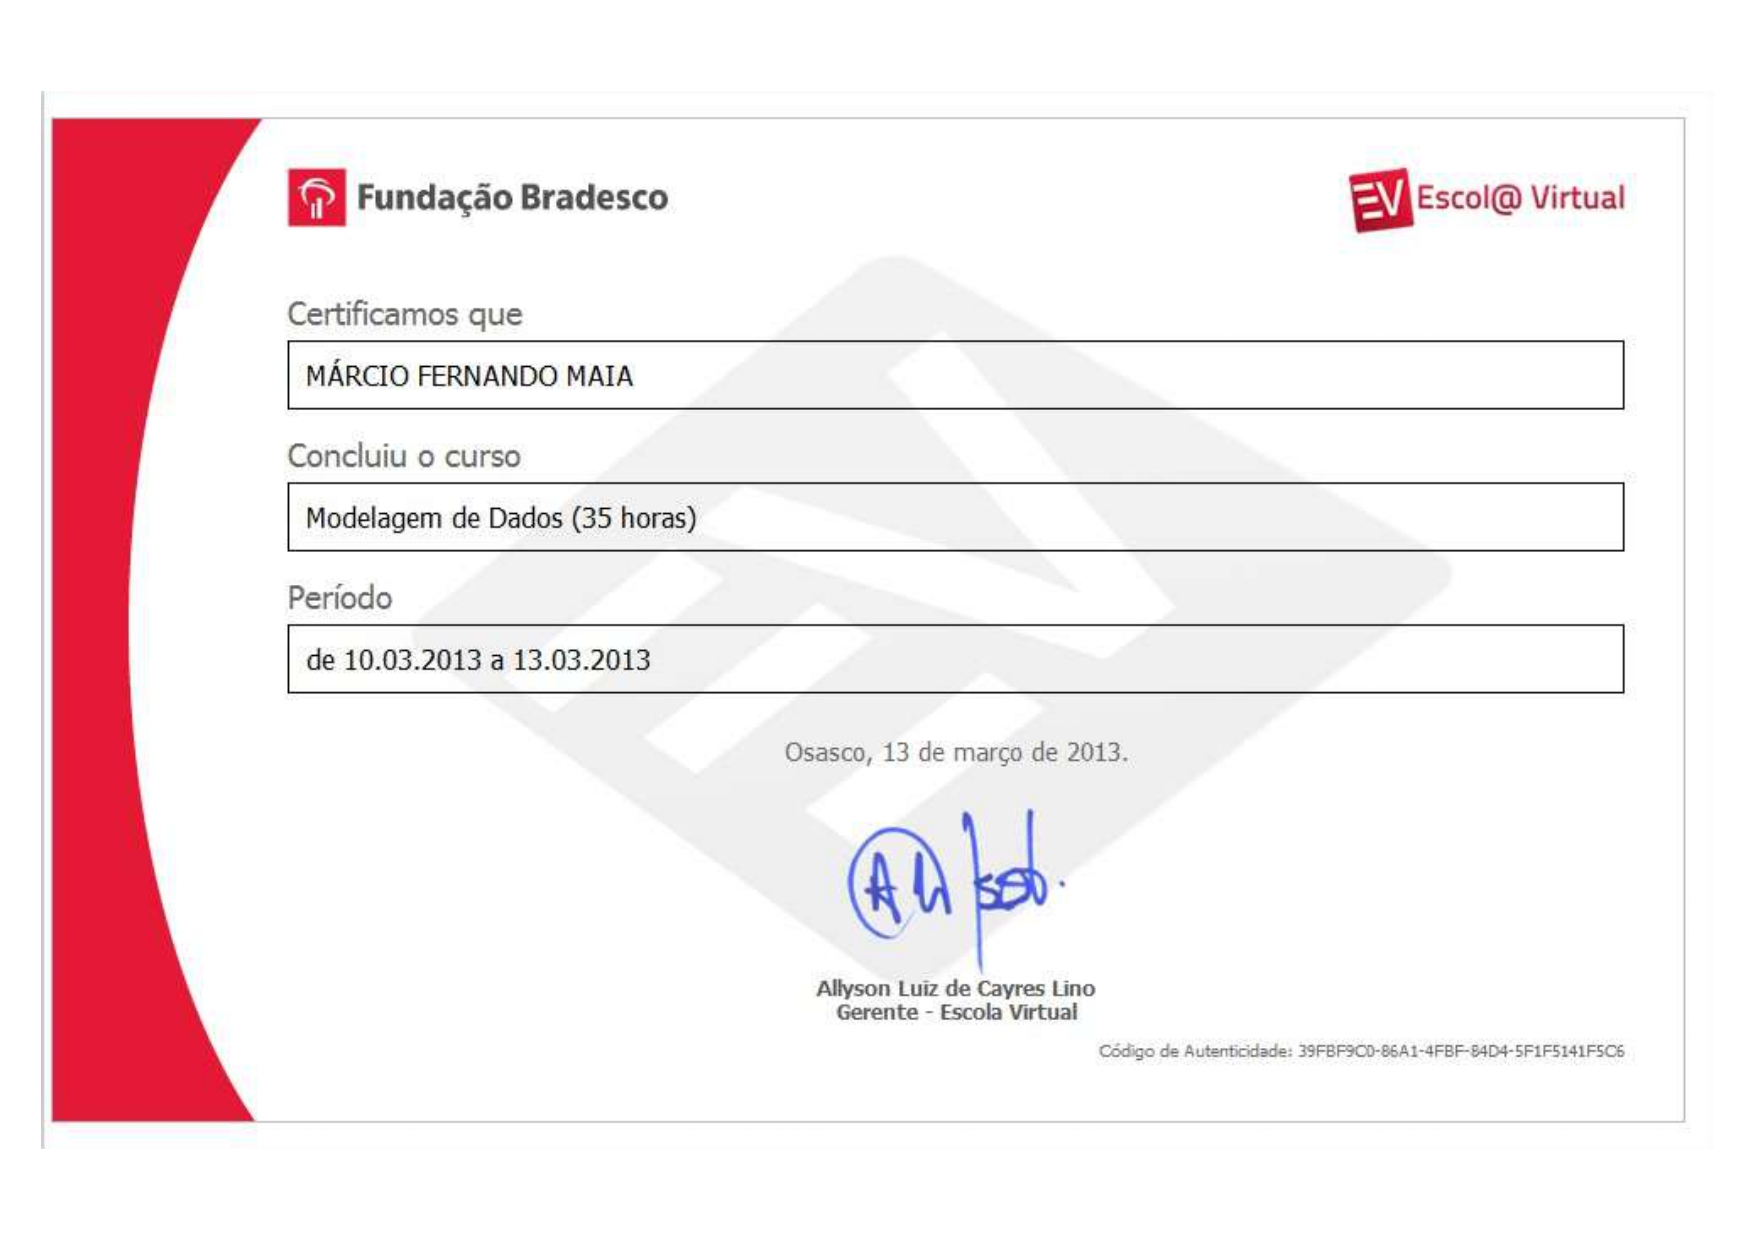 Fundação Bradesco
EV Escol@ Virtual
Certificamos que
MÁRCIO FERNANDO MAIA
Concluiu o curso
Modelagem de Dados (35 horas)
Período
de 10.03.2013 a 13.03.2013
Osasco, 13 de março de 2013.
Allyson Luiz de Cayres Lino
Gerente - Escola Virtual
Código de Autenticidade: 39FBF9C0-86A1-4FBF-84D4-5F1F5141F5C6